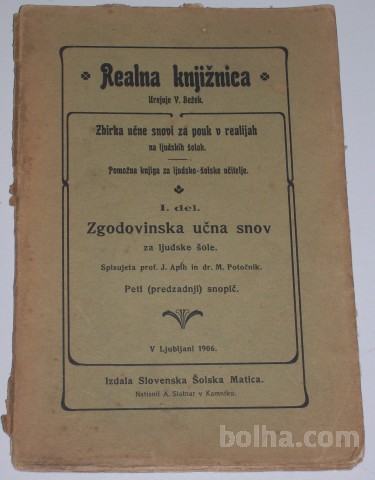 Realna knjižnica
Urejuje V. Bežek.
Zbirka učne snovi za pouk v realijah
na ljudskih šolah.
Pomožna knjiga za ljudsko-šolske učitelje.
I. del.
Zgodovinska učna snov
za ljudske šole.
Spisujeta prof. J. Apih in dr. M. Potočnik.
Peti (predzadnji) snopič.
V Ljubljani 1906.
Izdala Slovenska Šolska Matica.
Natisnil A. Slatnar v Kamniku.
bolha.com